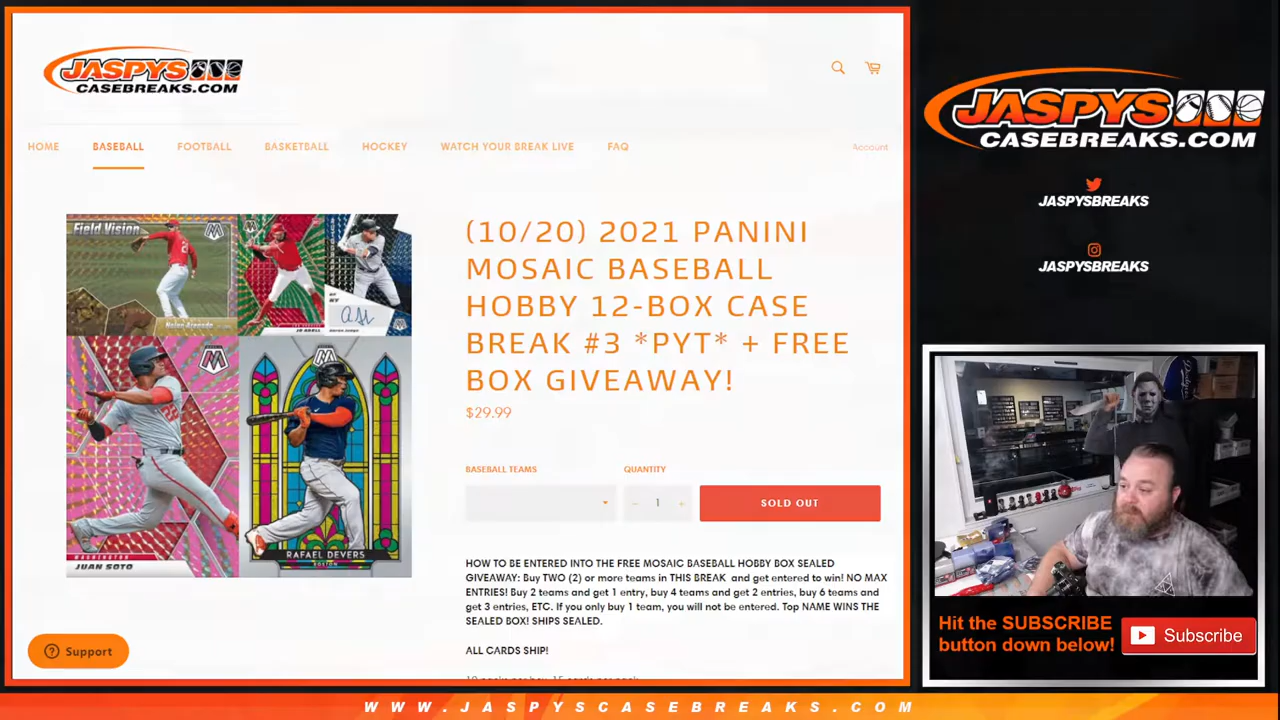 JASPYS
CASEBREAKS.COM
HOME
BASEBALL
FOOTBALL
BASKETBALL
HOCKEY
WATCH YOUR BREAK LIVE
FAQ
Account
Field Vision
JUAN SOTO
RAFAEL DEVERS
BOSTON
(10/20) 2021 PANINI
MOSAIC BASEBALL
HOBBY 12-BOX CASE
BREAK #3 *PYT* + FREE
BOX GIVEAWAY!
$29.99
BASEBALL TEAMS
QUANTITY
1
SOLD OUT
HOW TO BE ENTERED INTO THE FREE MOSAIC BASEBALL HOBBY BOX SEALED
GIVEAWAY: Buy TWO (2) or more teams in THIS BREAK and get entered to win! NO MAX
ENTRIES! Buy 2 teams and get 1 entry, buy 4 teams and get 2 entries, buy 6 teams and
get 3 entries, ETC. If you only buy 1 team, you will not be entered. Top NAME WINS THE
SEALED BOX! SHIPS SEALED.
ALL CARDS SHIP!
Support
JASPYS
CASEBREAKS.COM
JASPYSBREAKS
JASPYSBREAKS
Hit the SUBSCRIBE
button down below!
Subscribe
WWW.JASPYSCASEBREAKS.COM